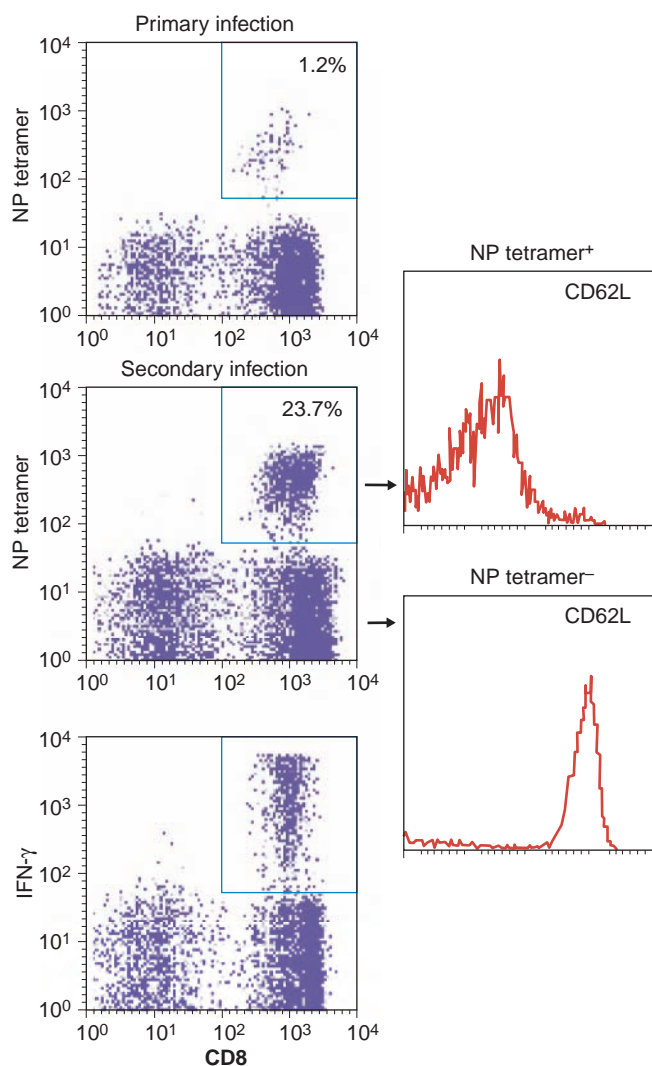 Primary infection
1.2%
NP tetramer
10⁴
10³
10²
10¹
10⁰
10⁰ 10¹ 10² 10³ 10⁴
Secondary infection
23.7%
NP tetramer
10⁴
10³
10²
10¹
10⁰
10⁰ 10¹ 10² 10³ 10⁴
NP tetramer⁺
CD62L
NP tetramer⁻
CD62L
IFN-γ
10⁴
10³
10²
10¹
10⁰
10⁰ 10¹ 10² 10³ 10⁴
CD8